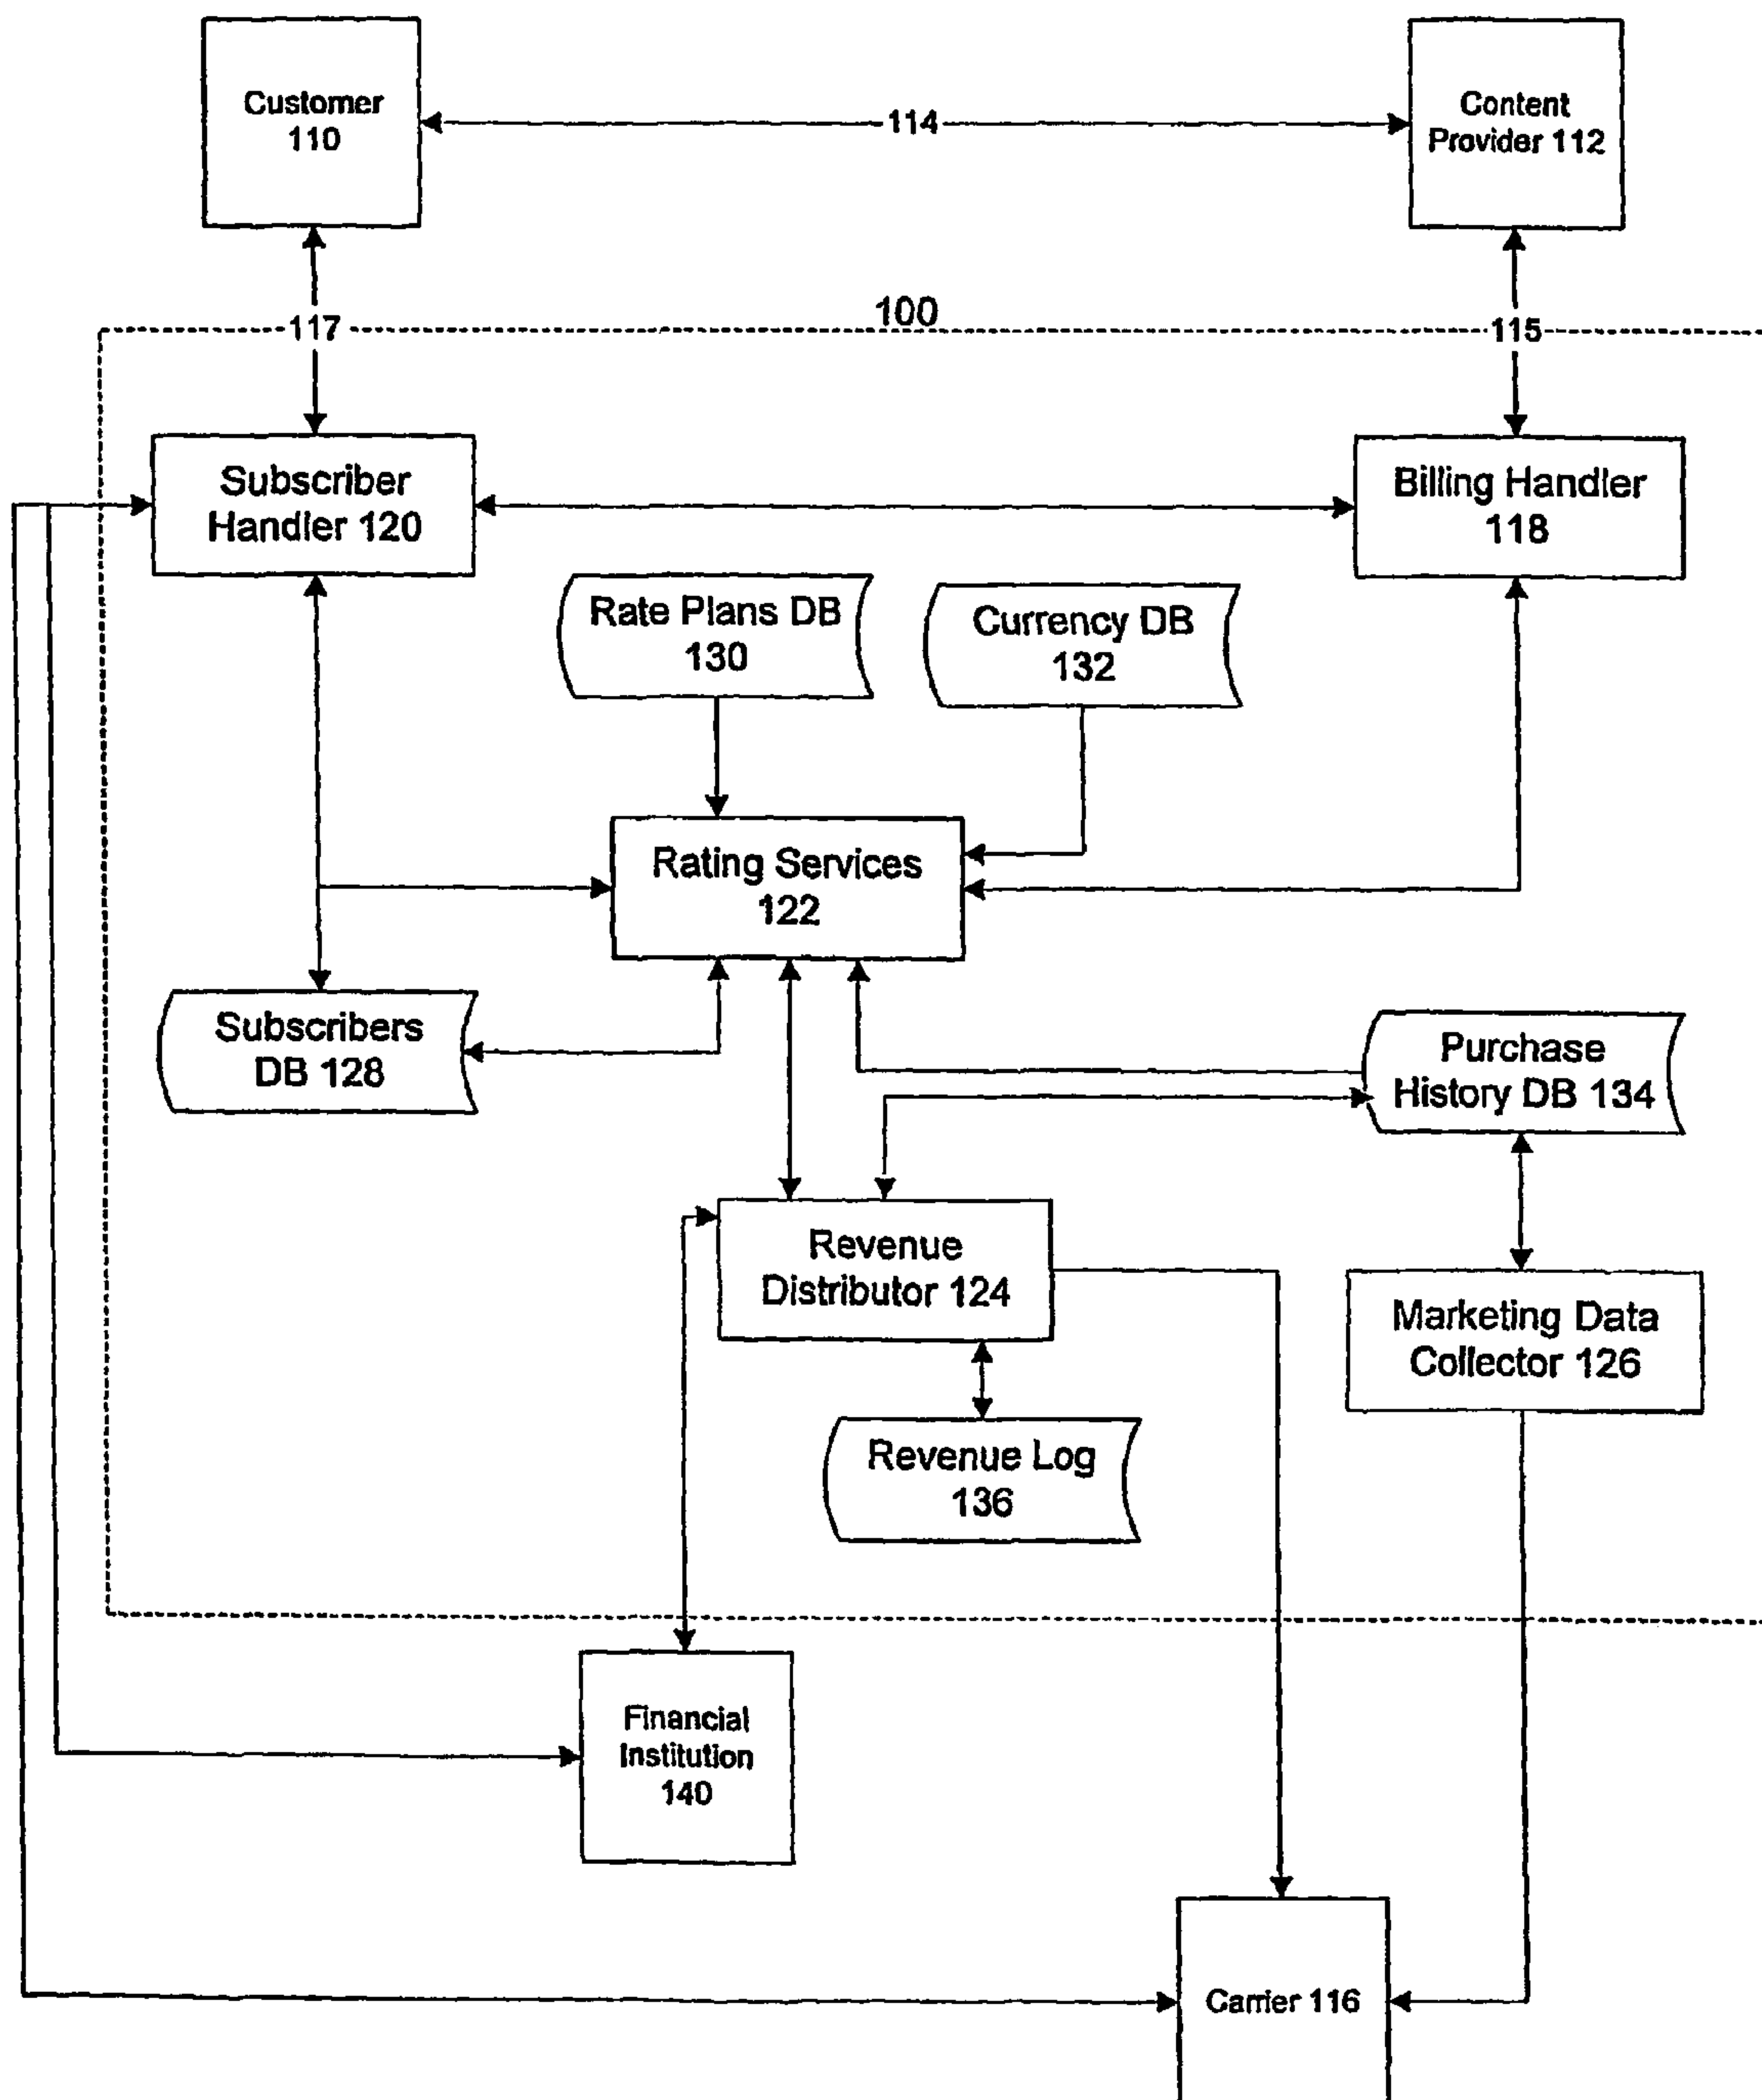 Customer
110
114
Content
Provider 112
100
117
115
Subscriber
Handler 120
Billing Handler
118
Rate Plans DB
130
Currency DB
132
Rating Services
122
Subscribers
DB 128
Purchase
History DB 134
Revenue
Distributor 124
Marketing Data
Collector 126
Revenue Log
136
Financial
Institution
140
Carrier 116